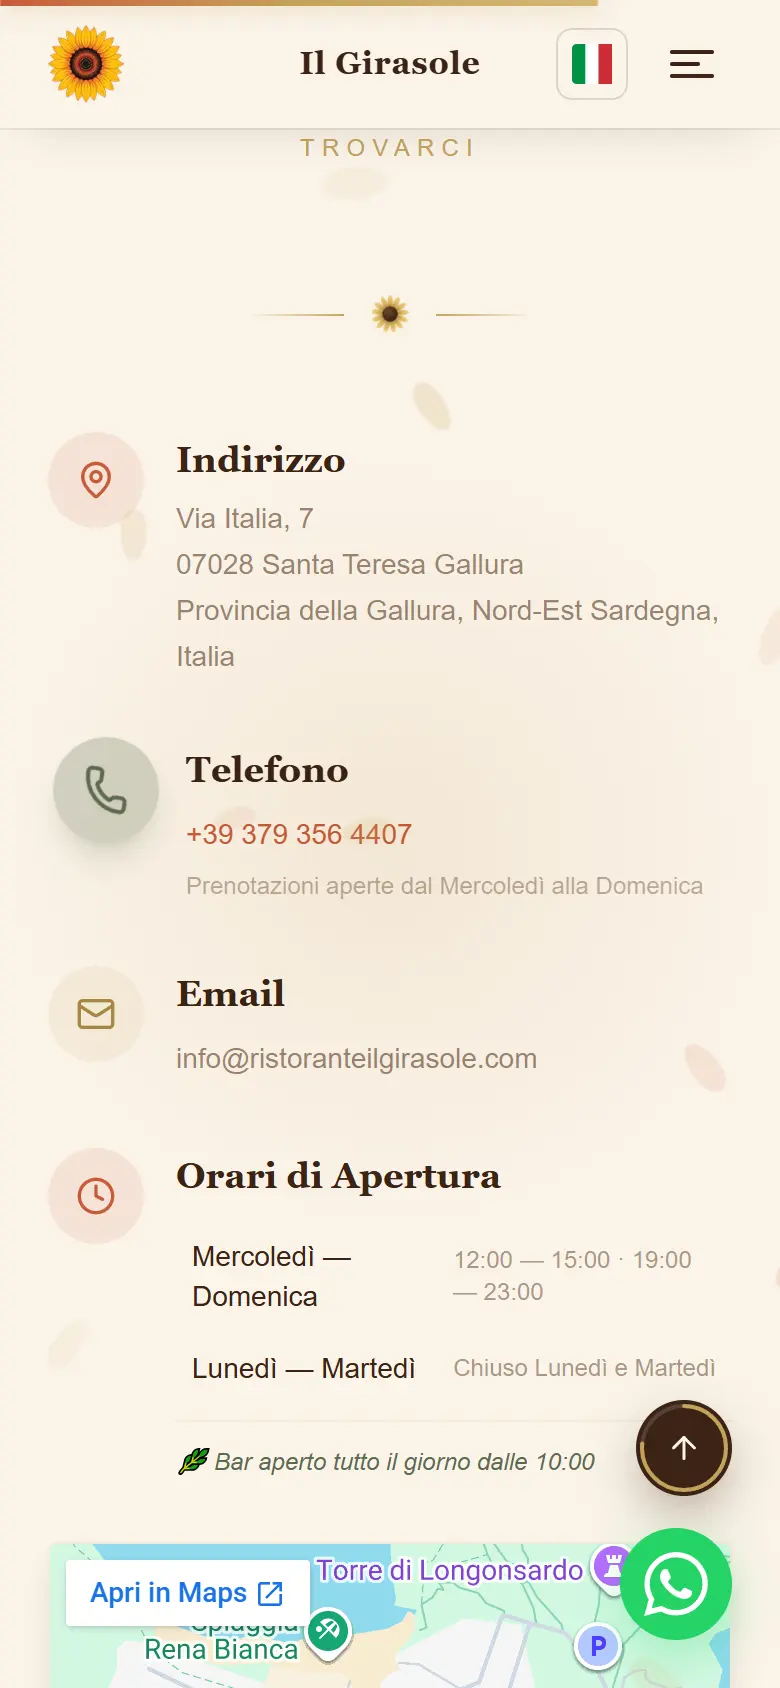 Il Girasole
TROVARCI
Indirizzo
Via Italia, 7
07028 Santa Teresa Gallura
Provincia della Gallura, Nord-Est Sardegna,
Italia
Telefono
+39 379 356 4407
Prenotazioni aperte dal Mercoledì alla Domenica
Email
info@ristoranteilgirasole.com
Orari di Apertura
Mercoledì —
Domenica
12:00 — 15:00 · 19:00
— 23:00
Lunedì — Martedì
Chiuso Lunedì e Martedì
Bar aperto tutto il giorno dalle 10:00
Apri in Maps
Torre di Longonsardo
Spiaggia
Rena Bianca
P